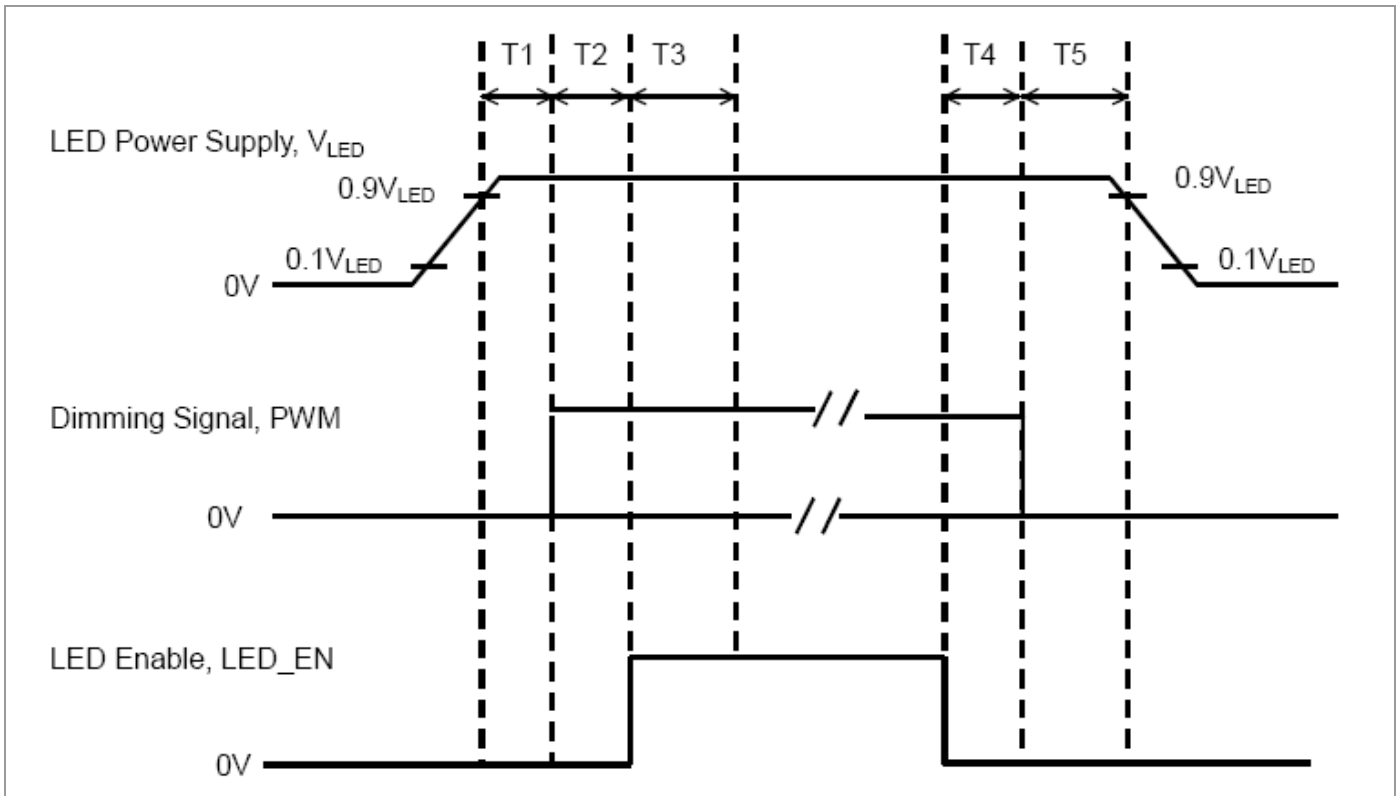 T1 T2 T3 T4 T5
LED Power Supply, VLED
0.9VLED 0.9VLED
0.1VLED 0.1VLED
0V
Dimming Signal, PWM
0V
LED Enable, LED_EN
0V